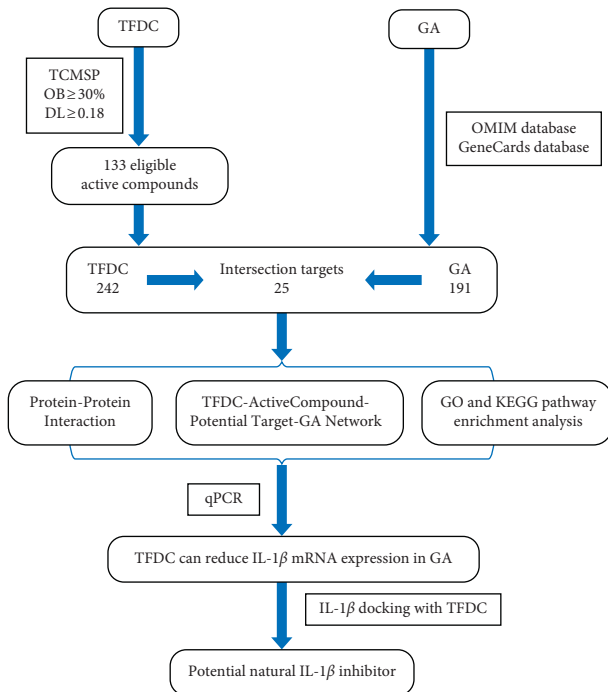 TFDC
GA
TCMSP
OB≥30%
DL≥0.18
OMIM database
GeneCards database
133 eligible
active compounds
TFDC
242
Intersection targets
25
GA
191
Protein-Protein
Interaction
TFDC-ActiveCompound-
Potential Target-GA Network
GO and KEGG pathway
enrichment analysis
qPCR
TFDC can reduce IL-1β mRNA expression in GA
IL-1β docking with TFDC
Potential natural IL-1β inhibitor